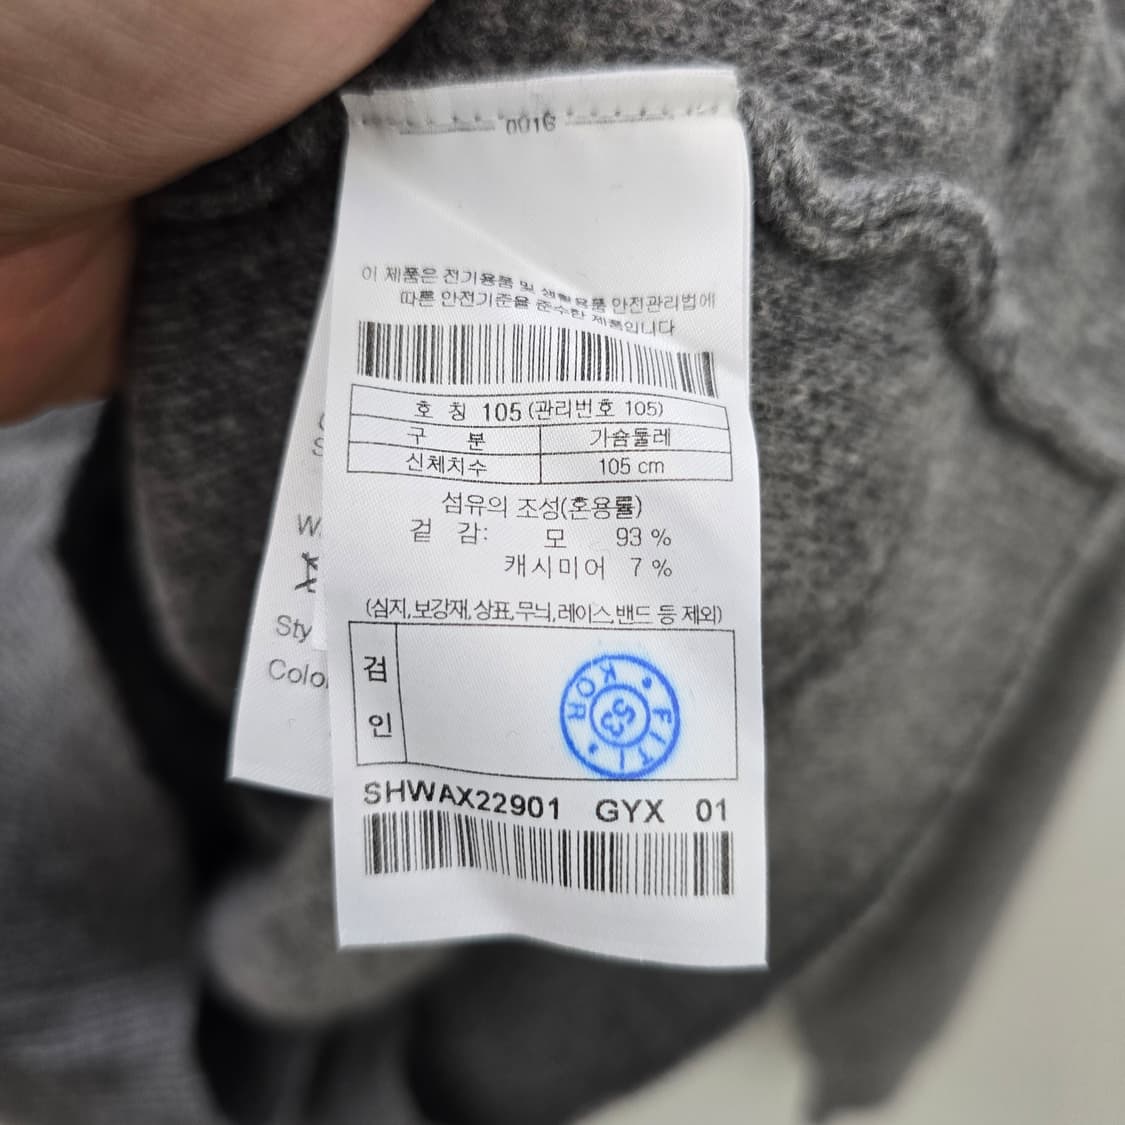 0016
이 제품은 전기용품 및 생활용품 안전관리법에
따른 안전기준을 준수한 제품입니다
호 칭 105 (관리번호 105)
구 분 가슴둘레
신체치수 105 cm
섬유의 조성(혼용률)
겉 감: 모 93 %
캐시미어 7 %
(심지,보강재,상표,무늬,레이스,밴드 등 제외)
검
인
KOR
FITI
53
SHWAX22901 GYX 01